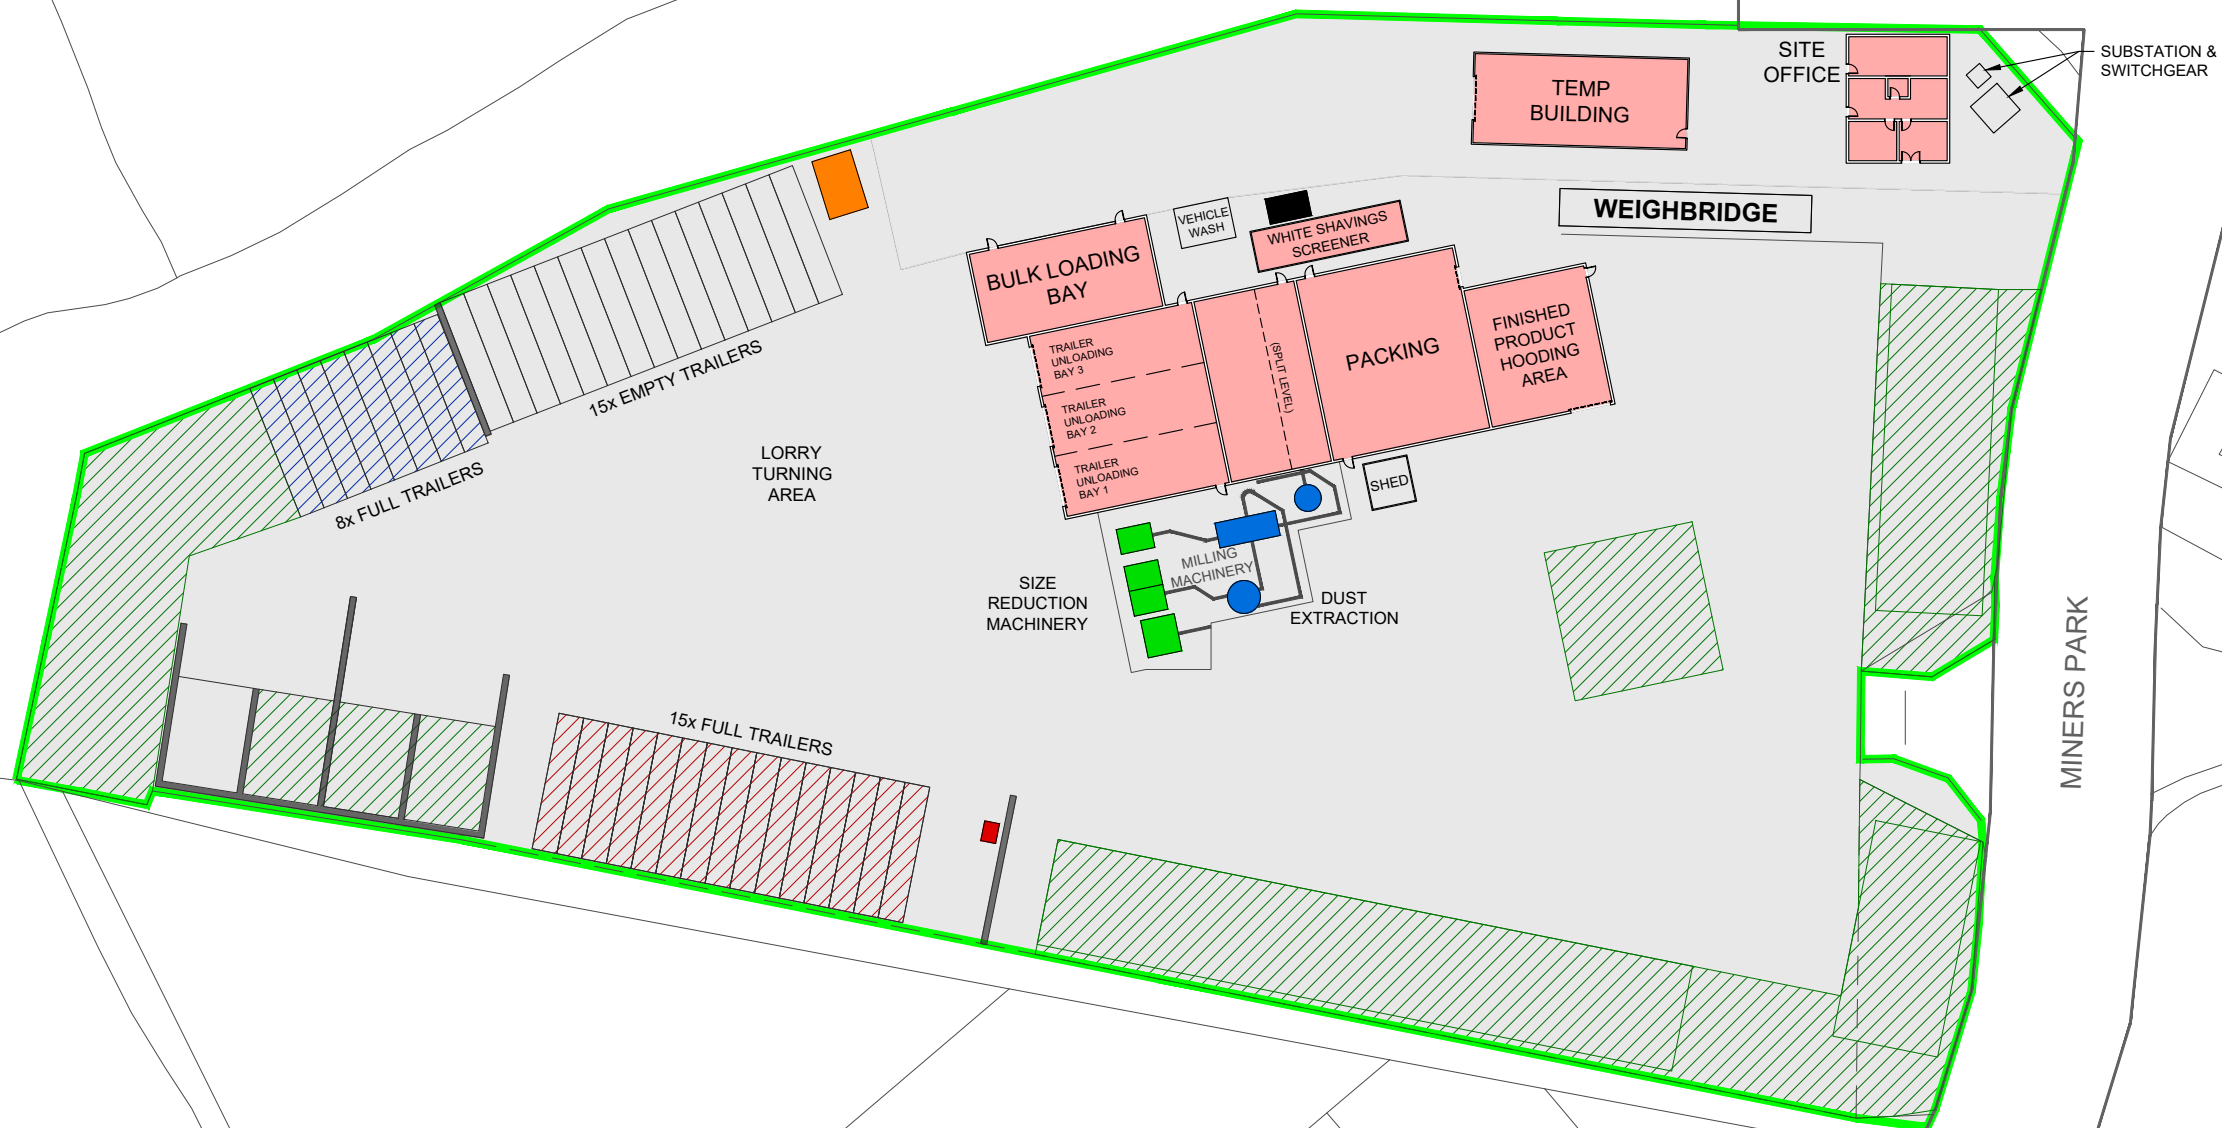 SITE
OFFICE
SUBSTATION &
SWITCHGEAR
TEMP
BUILDING
WEIGHBRIDGE
VEHICLE
WASH
WHITE SHAVINGS
SCREENER
BULK LOADING
BAY
TRAILER
UNLOADING
BAY 3
TRAILER
UNLOADING
BAY 2
TRAILER
UNLOADING
BAY 1
(SPLIT LEVEL)
PACKING
FINISHED
PRODUCT
HOODING
AREA
15x EMPTY TRAILERS
8x FULL TRAILERS
LORRY
TURNING
AREA
SHED
MILLING
MACHINERY
SIZE
REDUCTION
MACHINERY
DUST
EXTRACTION
15x FULL TRAILERS
MINERS PARK